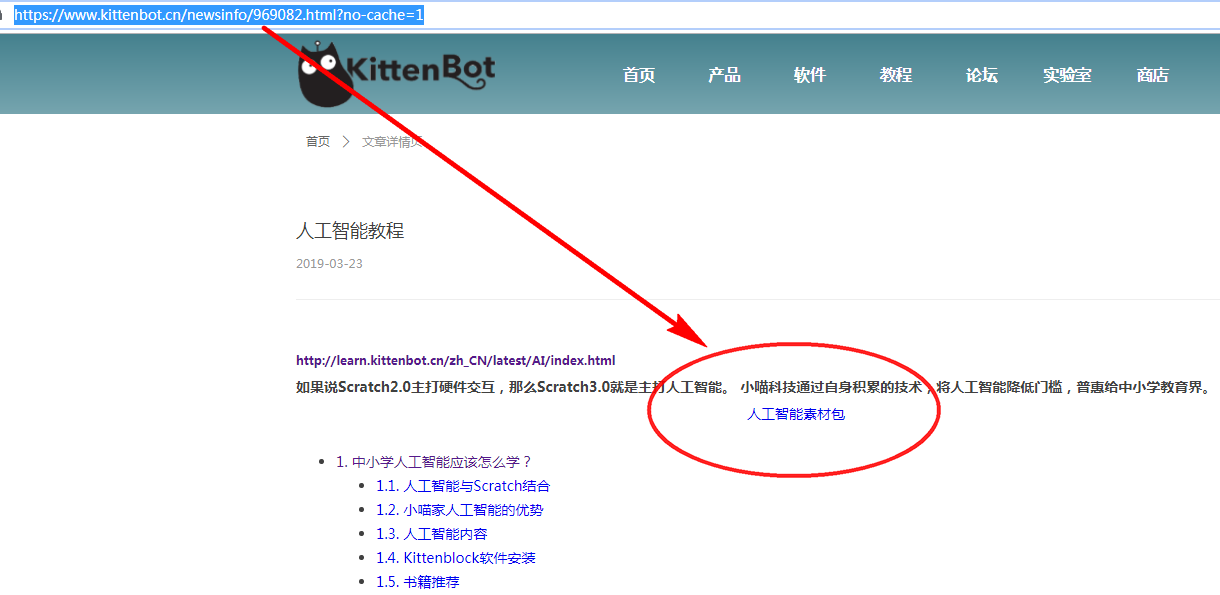 https://www.kittenbot.cn/newsinfo/969082.html?no-cache=1
KittenBot
首页 产品 软件 教程 论坛 实验室 商店
首页 > 文章详情页
人工智能教程
2019-03-23
http://learn.kittenbot.cn/zh_CN/latest/AI/index.html
如果说Scratch2.0主打硬件交互，那么Scratch3.0就是主打人工智能。 小喵科技通过自身积累的技术，将人工智能降低门槛，普惠给中小学教育界。
人工智能素材包
1. 中小学人工智能应该怎么学？
1.1. 人工智能与Scratch结合
1.2. 小喵家人工智能的优势
1.3. 人工智能内容
1.4. Kittenblock软件安装
1.5. 书籍推荐